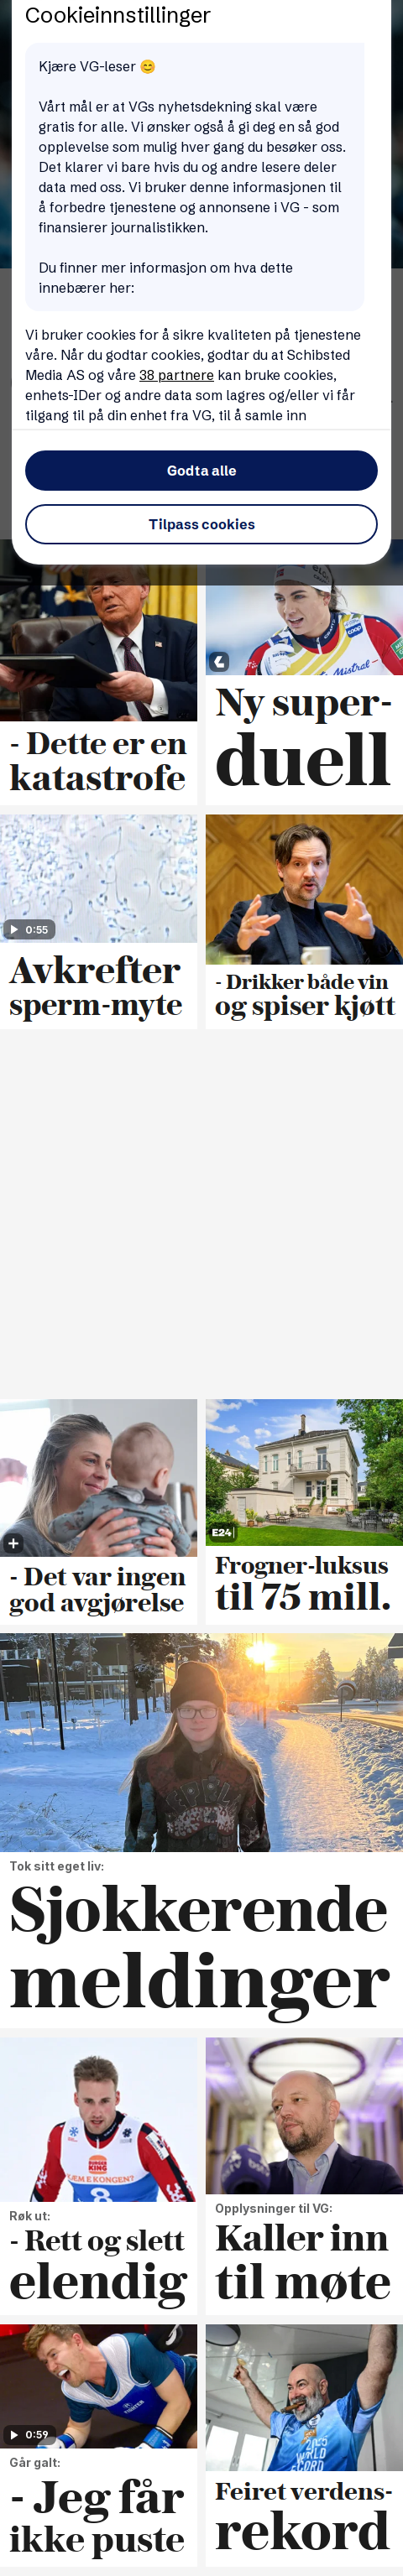 Cookieinnstillinger
Kjære VG-leser 😊
Vårt mål er at VGs nyhetsdekning skal være
gratis for alle. Vi ønsker også å gi deg en så god
opplevelse som mulig hver gang du besøker oss.
Det klarer vi bare hvis du og andre lesere deler
data med oss. Vi bruker denne informasjonen til
å forbedre tjenestene og annonsene i VG - som
finansierer journalistikken.
Du finner mer informasjon om hva dette
innebærer her:
Vi bruker cookies for å sikre kvaliteten på tjenestene
våre. Når du godtar cookies, godtar du at Schibsted
Media AS og våre 38 partnere kan bruke cookies,
enhets-IDer og andre data som lagres og/eller vi får
tilgang til på din enhet fra VG, til å samle inn
Godta alle
Tilpass cookies
coop
Mistral
- Dette er en
katastrofe
Ny super-
duell
0:55
Avkrefter
sperm-myte
- Drikker både vin
og spiser kjøtt
- Det var ingen
god avgjørelse
E24
Frogner-luksus
til 75 mill.
Tok sitt eget liv:
Sjokkerende
meldinger
BURGER
KING
8
Røk ut:
- Rett og slett
elendig
Opplysninger til VG:
Kaller inn
til møte
0:59
Går galt:
- Jeg får
ikke puste
WORLD
RECORD
Feiret verdens-
rekord